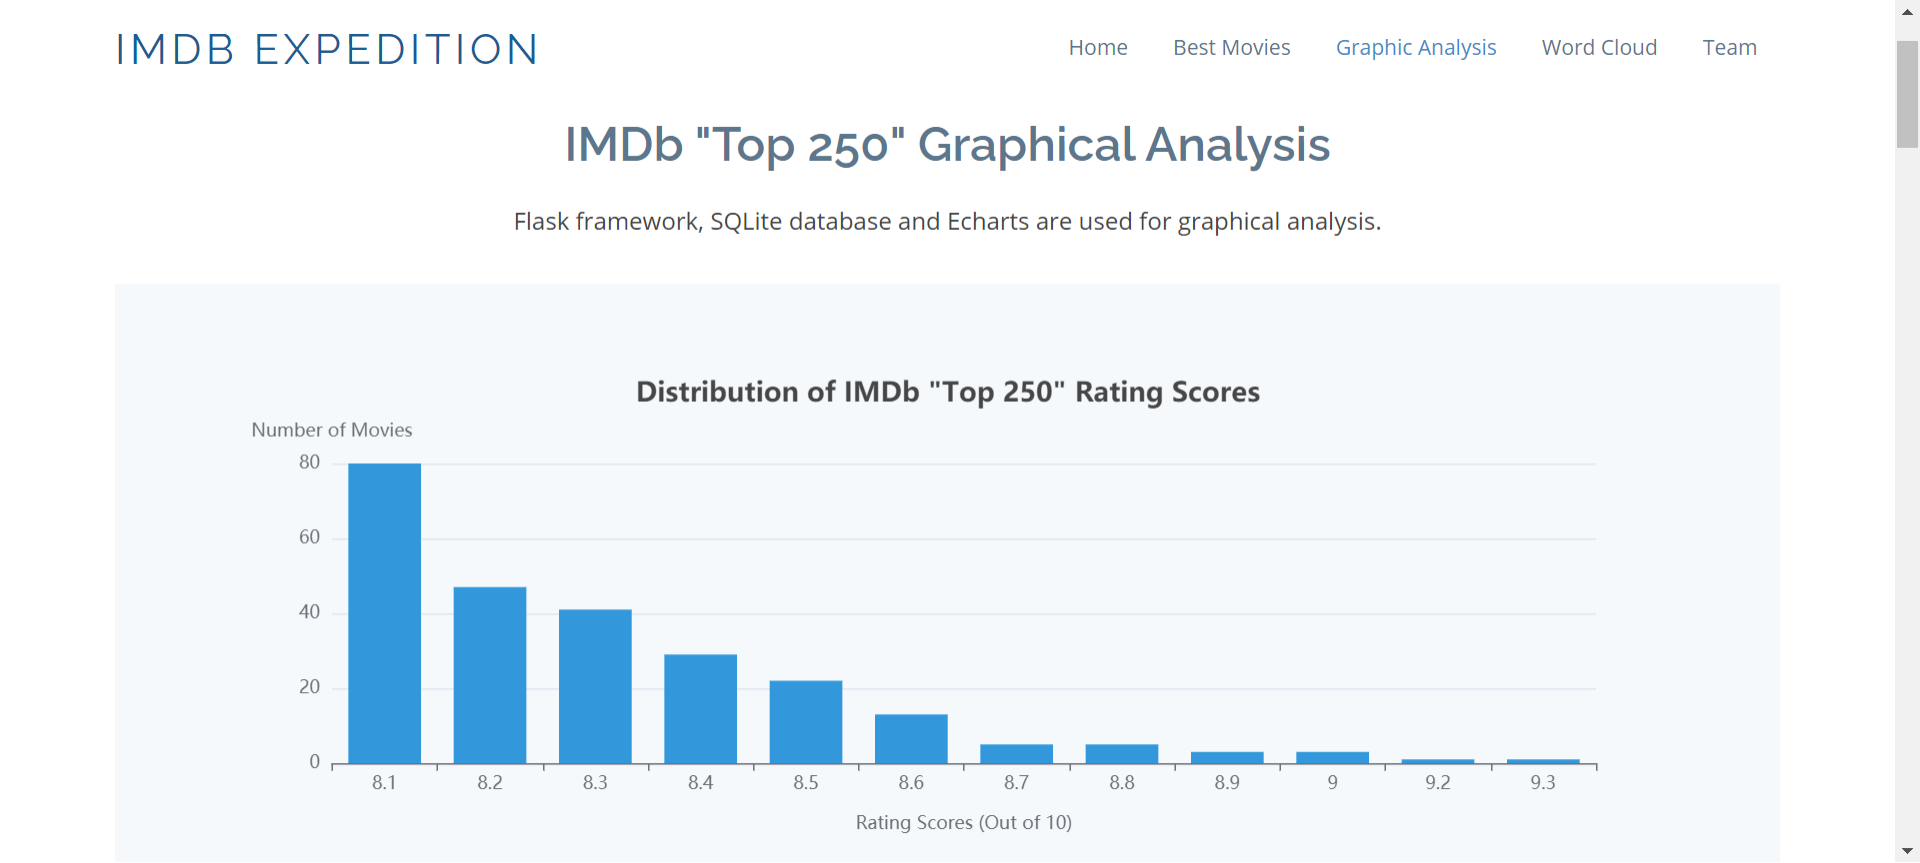 IMDB EXPEDITION
Home Best Movies Graphic Analysis Word Cloud Team
IMDb "Top 250" Graphical Analysis
Flask framework, SQLite database and Echarts are used for graphical analysis.
Distribution of IMDb "Top 250" Rating Scores
Number of Movies
80
60
40
20
0
8.1 8.2 8.3 8.4 8.5 8.6 8.7 8.8 8.9 9 9.2 9.3
Rating Scores (Out of 10)